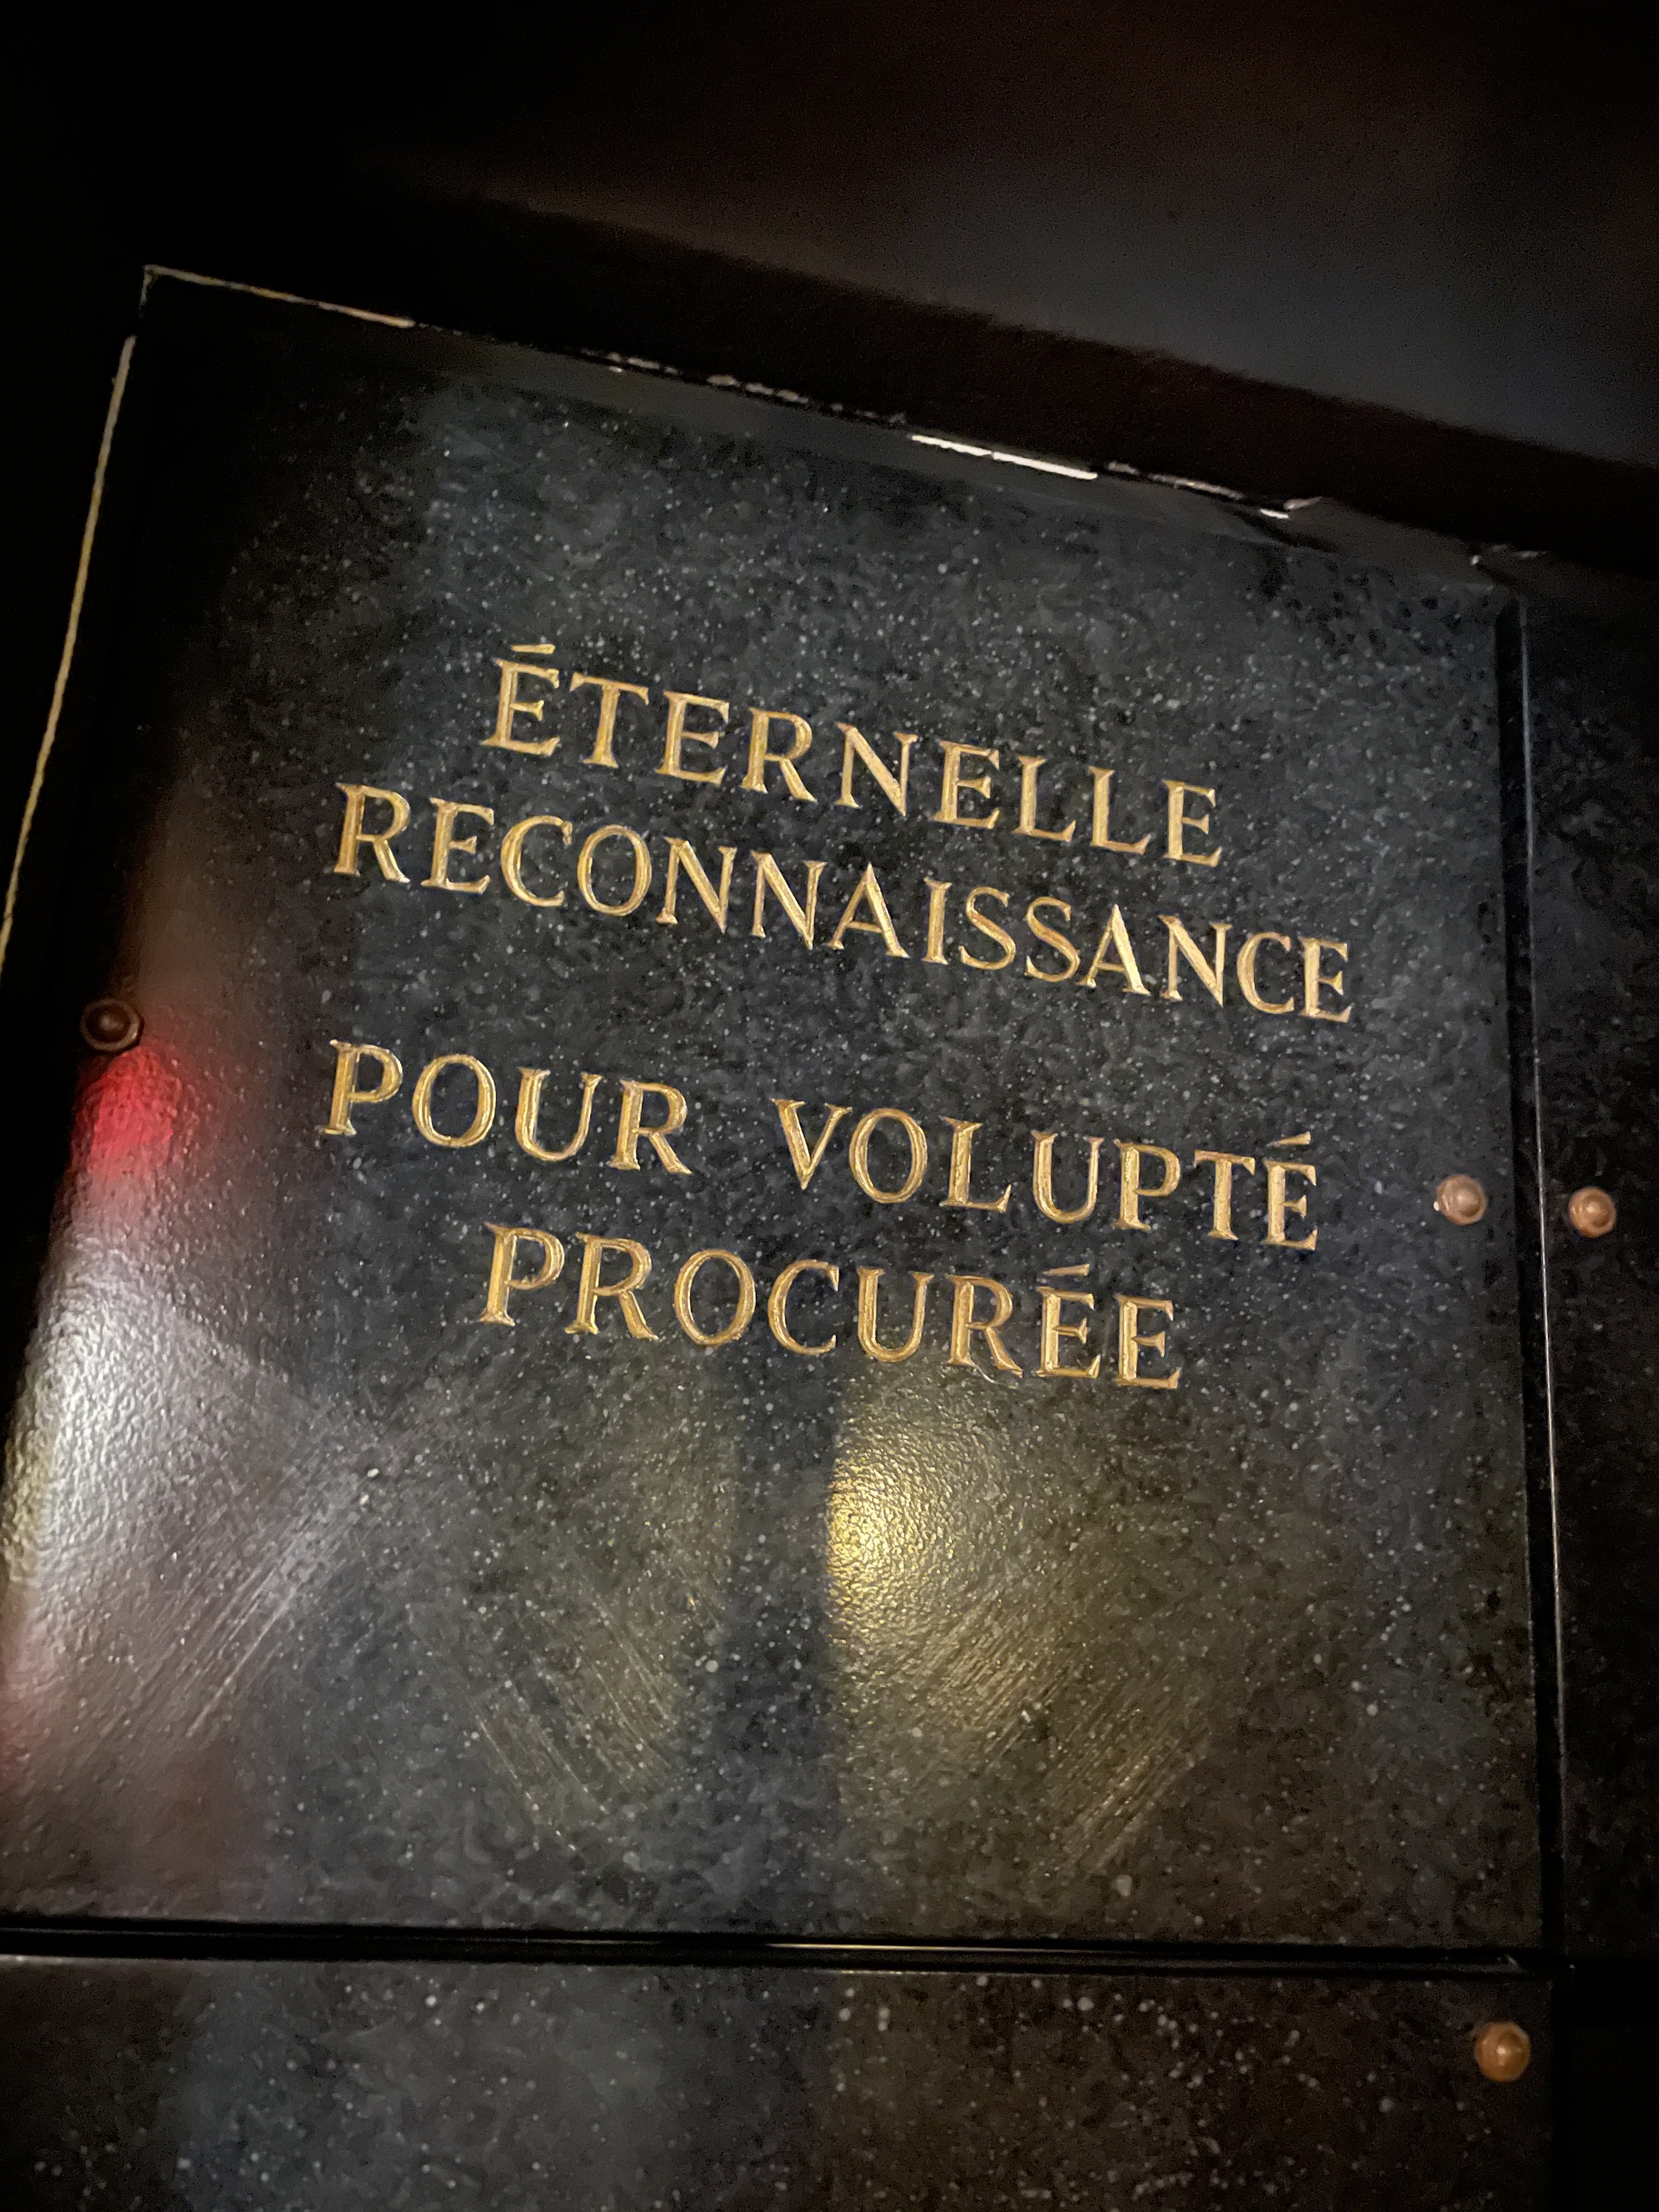 ÉTERNELLE
RECONNAISSANCE
POUR VOLUPTÉ
PROCURÉE